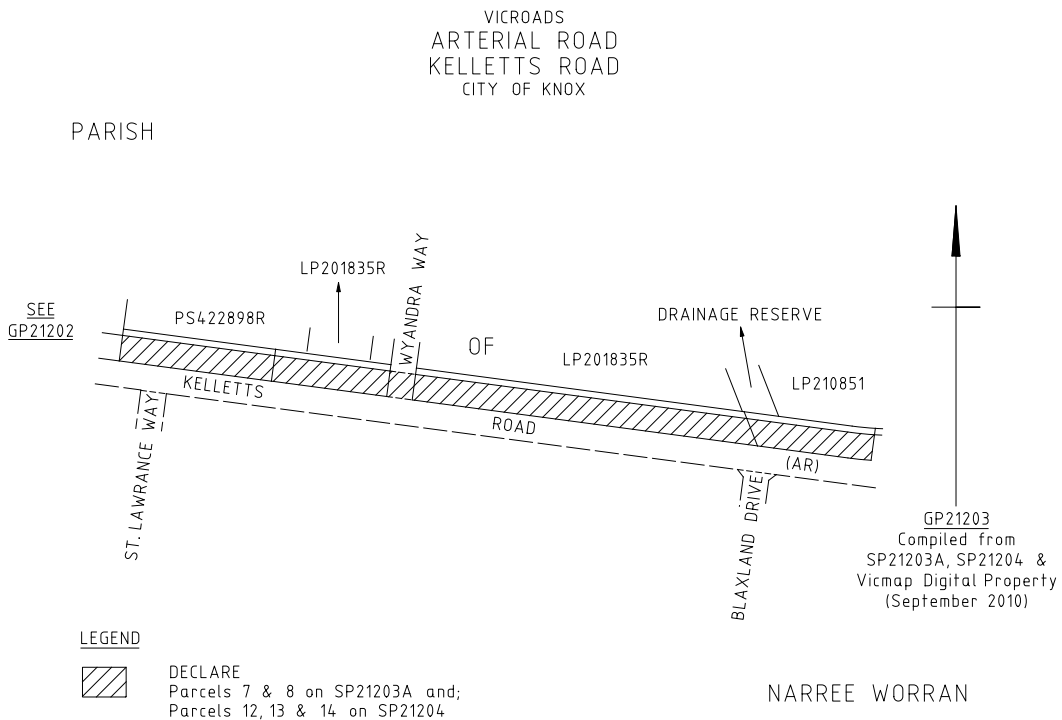 VICROADS
ARTERIAL ROAD
KELLETTS ROAD
CITY OF KNOX
PARISH
LP201835R
WYANDRA WAY
SEE
GP21202
PS422898R
DRAINAGE RESERVE
OF
LP201835R
LP210851
KELLETTS
ROAD
(AR)
ST. LAWRANCE WAY
BLAXLAND DRIVE
GP21203
Compiled from
SP21203A, SP21204 &
Vicmap Digital Property
(September 2010)
LEGEND
DECLARE
Parcels 7 & 8 on SP21203A and;
Parcels 12, 13 & 14 on SP21204
NARREE WORRAN